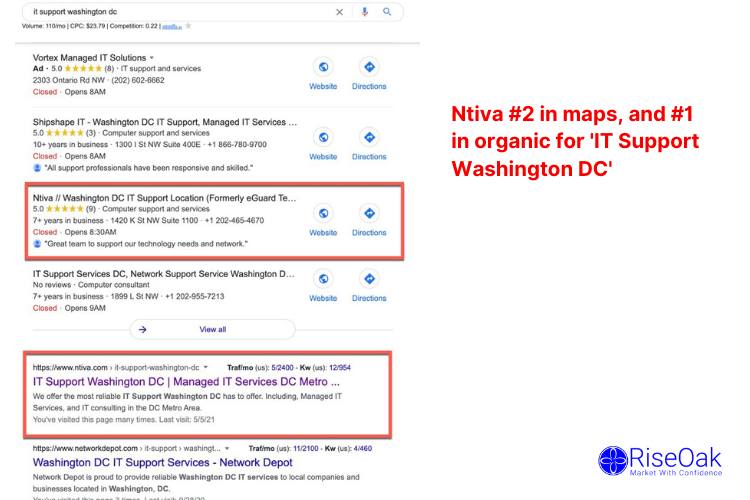 it support washington dc
Volume: 110/mo | CPC: $23.79 | Competition: 0.22 |
Vortex Managed IT Solutions
Ad · 5.0 ★★★★★ (8) · IT support and services
2303 Ontario Rd NW · (202) 602-6662
Closed · Opens 8AM
Website
Directions
Shipshape IT - Washington DC IT Support, Managed IT Services ...
5.0 ★★★★★ (3) · Computer support and services
10+ years in business · 1300 I St NW Suite 400E · +1 866-780-9700
Closed · Opens 8AM
"All support professionals have been responsive and skilled."
Website
Directions
Ntiva // Washington DC IT Support Location (Formerly eGuard Te...
5.0 ★★★★★ (9) · Computer support and services
7+ years in business · 1420 K St NW Suite 1100 · +1 202-465-4670
Closed · Opens 8:30AM
"Great team to support our technology needs and network."
Website
Directions
IT Support Services DC, Network Support Service Washington D...
No reviews · Computer consultant
7+ years in business · 1899 L St NW · +1 202-955-7213
Closed · Opens 9AM
Website
Directions
View all
https://www.ntiva.com › it-support-washington-dc
Traf/mo (us): 5/2400 - Kw (us): 12/954
IT Support Washington DC | Managed IT Services DC Metro ...
We offer the most reliable IT Support Washington DC has to offer. Including, Managed IT
Services, and IT consulting in the DC Metro Area.
You've visited this page many times. Last visit: 5/5/21
https://www.networkdepot.com › it-support › washingt...
Traf/mo (us): 11/2100 - Kw (us): 4/460
Washington DC IT Support Services - Network Depot
Network Depot is proud to provide reliable Washington DC IT services to local companies and
businesses located in Washington, DC.
Ntiva #2 in maps, and #1
in organic for 'IT Support
Washington DC'
RiseOak
Market With Confidence